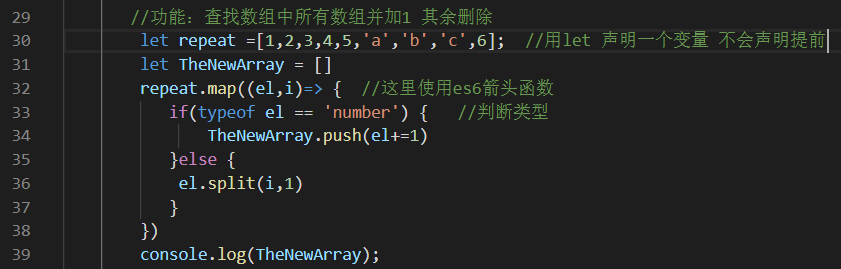 29 //功能：查找数组中所有数组并加1 其余删除
30 let repeat =[1,2,3,4,5,'a','b','c',6]; //用let 声明一个变量 不会声明提前
31 let TheNewArray = []
32 repeat.map((el,i)=> { //这里使用es6箭头函数
33 if(typeof el == 'number') { //判断类型
34 TheNewArray.push(el+=1)
35 }else {
36 el.split(i,1)
37 }
38 })
39 console.log(TheNewArray);